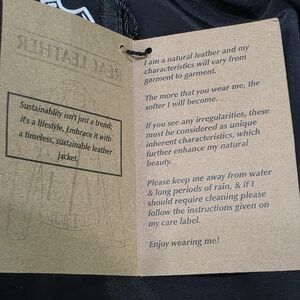 REAL LEATHER
Sustainablity isn't just a trend;
it's a lifestyle. Embrace it with
a timeless, sustainable leather
jacket.
I am a natural leather and my
characteristics will vary from
garment to garment.
The more that you wear me, the
softer I will become.
If you see any irregularities, these
must be considered as unique
inherent characteristics, which
further enhance my natural
beauty.
Please keep me away from water
& long periods of rain, & if I
should require cleaning please
follow the instructions given on
my care label.
Enjoy wearing me!